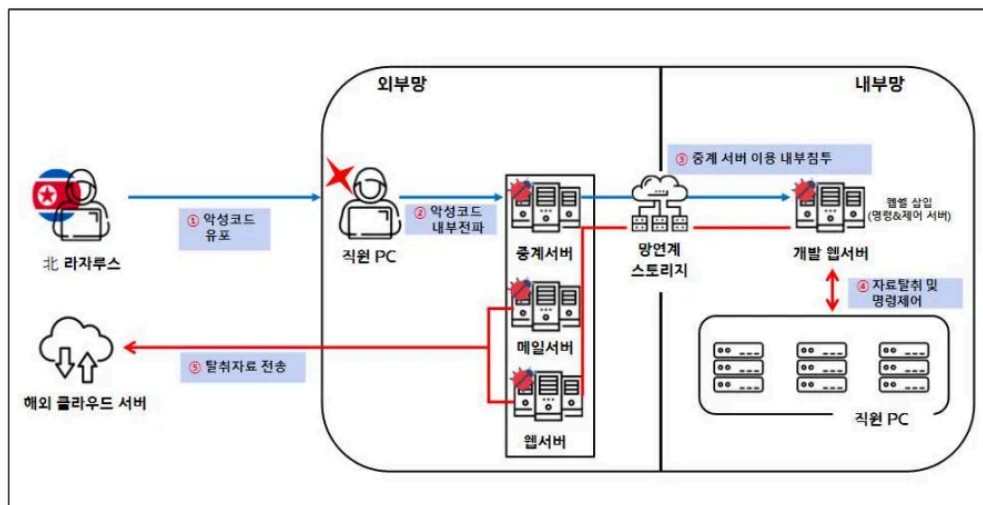 외부망
내부망
③ 중계 서버 이용 내부침투
① 악성코드
유포
② 악성코드
내부전파
웹쉘 삽입
(명령&제어 서버)
北 라자루스
직원 PC
중계서버
망연계
스토리지
개발 웹서버
④ 자료탈취 및
명령제어
메일서버
⑤ 탈취자료 전송
해외 클라우드 서버
웹서버
직원 PC